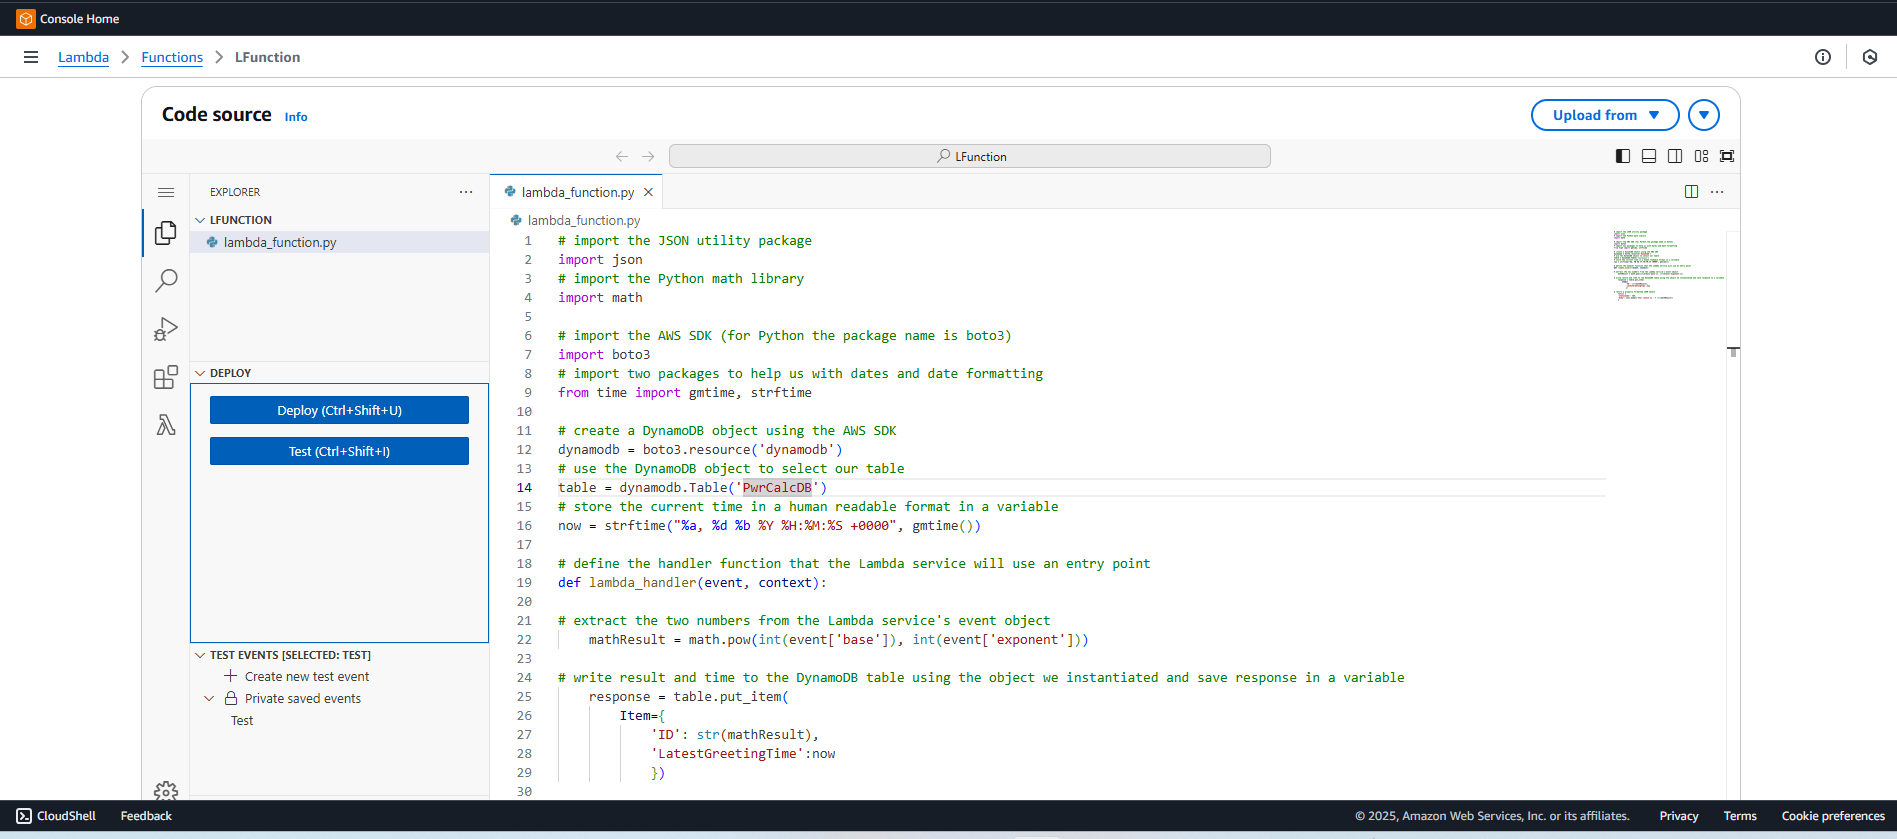 Console Home
Lambda > Functions > LFunction
Code source Info
Upload from
LFunction
EXPLORER
LFUNCTION
lambda_function.py
DEPLOY
Deploy (Ctrl+Shift+U)
Test (Ctrl+Shift+I)
TEST EVENTS [SELECTED: TEST]
Create new test event
Private saved events
Test
lambda_function.py
lambda_function.py
1 # import the JSON utility package
2 import json
3 # import the Python math library
4 import math
5
6 # import the AWS SDK (for Python the package name is boto3)
7 import boto3
8 # import two packages to help us with dates and date formatting
9 from time import gmtime, strftime
10
11 # create a DynamoDB object using the AWS SDK
12 dynamodb = boto3.resource('dynamodb')
13 # use the DynamoDB object to select our table
14 table = dynamodb.Table('PwrCalcDB')
15 # store the current time in a human readable format in a variable
16 now = strftime("%a, %d %b %Y %H:%M:%S +0000", gmtime())
17
18 # define the handler function that the Lambda service will use an entry point
19 def lambda_handler(event, context):
20
21 # extract the two numbers from the Lambda service's event object
22     mathResult = math.pow(int(event['base']), int(event['exponent']))
23
24 # write result and time to the DynamoDB table using the object we instantiated and save response in a variable
25     response = table.put_item(
26         Item={
27             'ID': str(mathResult),
28             'LatestGreetingTime':now
29             })
30
CloudShell Feedback
© 2025, Amazon Web Services, Inc. or its affiliates. Privacy Terms Cookie preferences